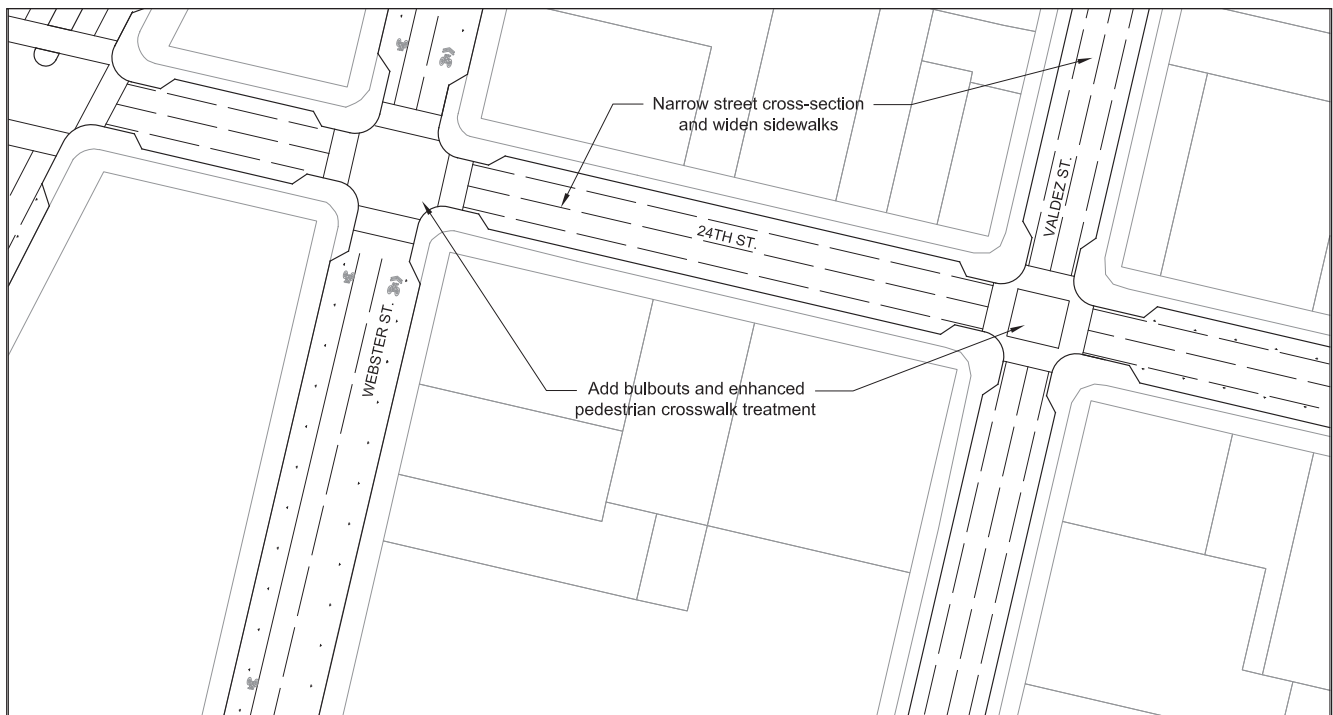 Narrow street cross-section
and widen sidewalks
VALDEZ ST.
24TH ST.
WEBSTER ST.
Add bulbouts and enhanced
pedestrian crosswalk treatment